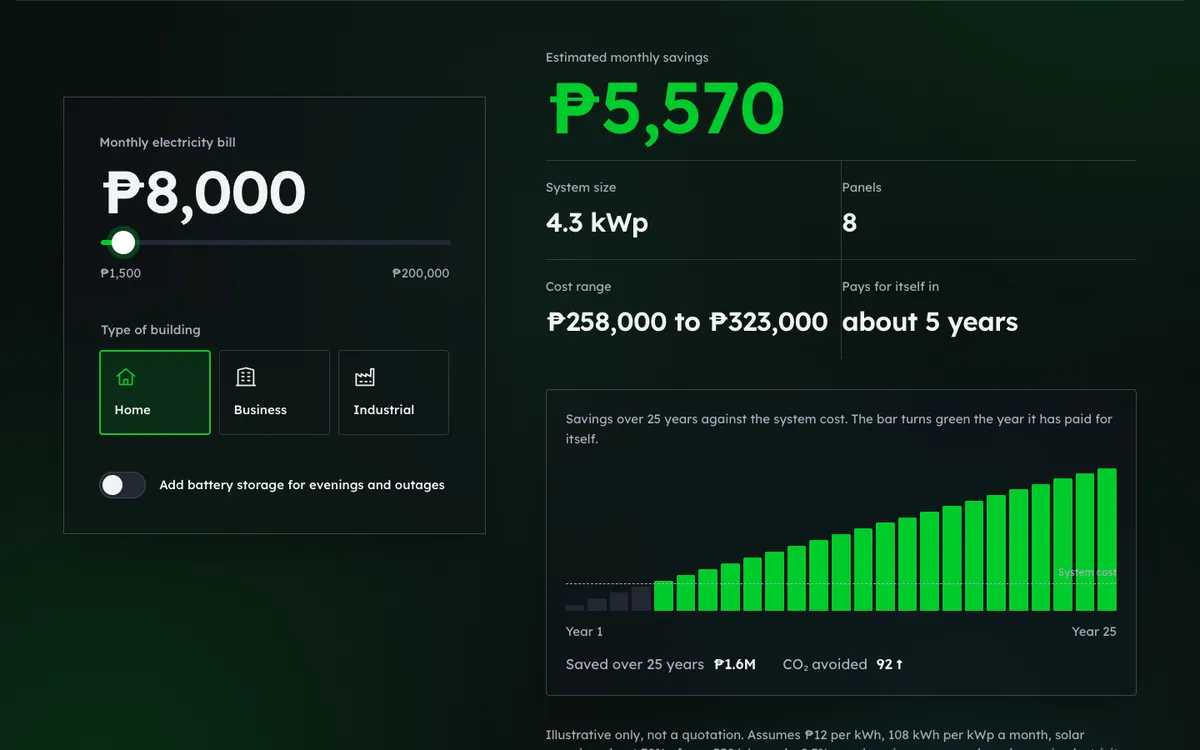 Monthly electricity bill
₱8,000
₱1,500
₱200,000
Type of building
Home
Business
Industrial
Add battery storage for evenings and outages
Estimated monthly savings
₱5,570
System size
4.3 kWp
Panels
8
Cost range
₱258,000 to ₱323,000
Pays for itself in
about 5 years
Savings over 25 years against the system cost. The bar turns green the year it has paid for
itself.
System cost
Year 1
Year 25
Saved over 25 years ₱1.6M
CO₂ avoided 92 t
Illustrative only, not a quotation. Assumes ₱12 per kWh, 108 kWh per kWp a month, solar